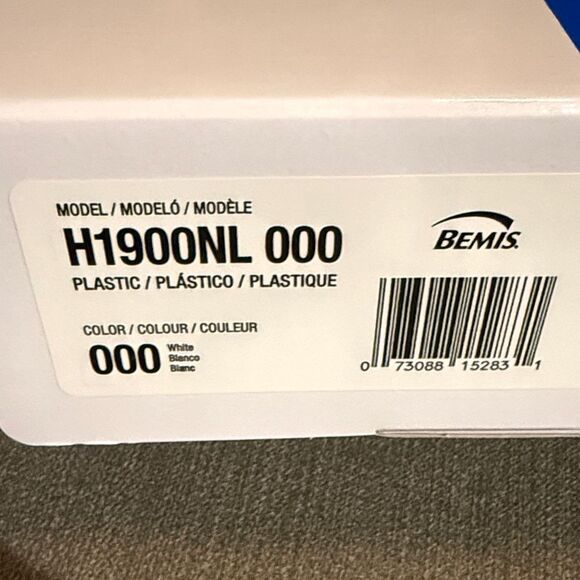 MODEL / MODELÓ / MODÈLE
H1900NL 000
PLASTIC / PLÁSTICO / PLASTIQUE
COLOR / COLOUR / COULEUR
000 White
Blanco
Blanc
BEMIS.
0 73088 15283 1